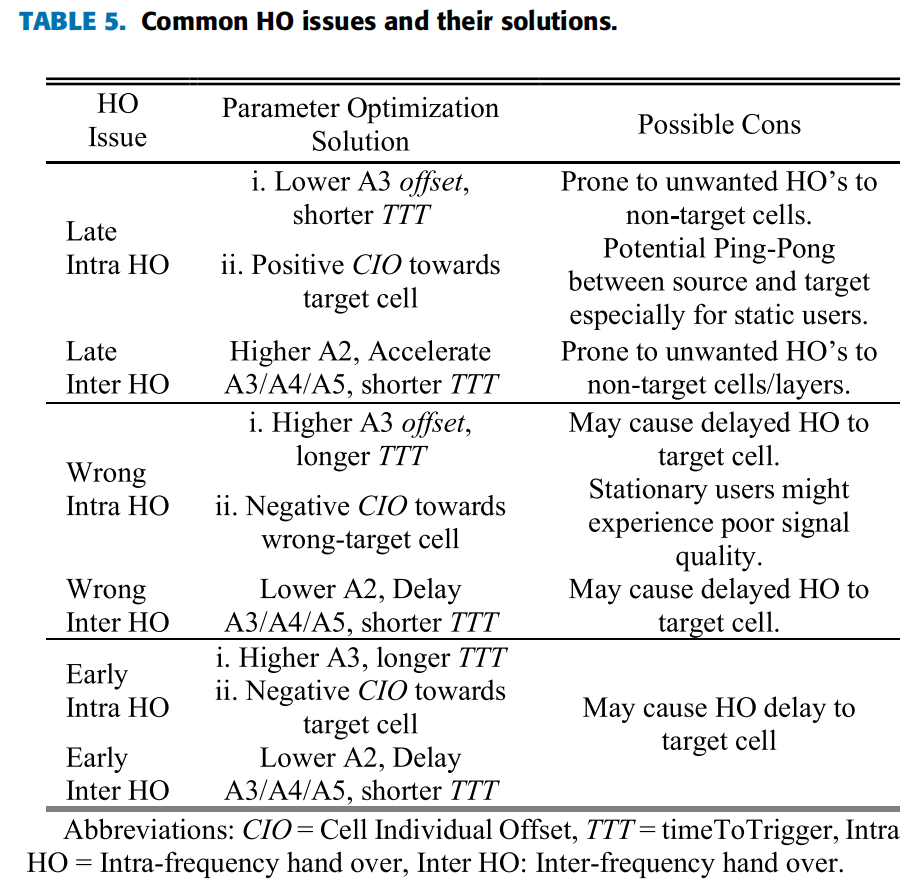 TABLE 5. Common HO issues and their solutions.
HO
Issue
Parameter Optimization
Solution
Possible Cons
Late
Intra HO
i. Lower A3 offset,
shorter TTT
ii. Positive CIO towards
target cell
Prone to unwanted HO’s to
non-target cells.
Potential Ping-Pong
between source and target
especially for static users.
Late
Inter HO
Higher A2, Accelerate
A3/A4/A5, shorter TTT
Prone to unwanted HO’s to
non-target cells/layers.
Wrong
Intra HO
i. Higher A3 offset,
longer TTT
ii. Negative CIO towards
wrong-target cell
May cause delayed HO to
target cell.
Stationary users might
experience poor signal
quality.
Wrong
Inter HO
Lower A2, Delay
A3/A4/A5, shorter TTT
May cause delayed HO to
target cell.
Early
Intra HO
i. Higher A3, longer TTT
ii. Negative CIO towards
target cell
Early
Inter HO
Lower A2, Delay
A3/A4/A5, shorter TTT
May cause HO delay to
target cell
Abbreviations: CIO = Cell Individual Offset, TTT = timeToTrigger, Intra
HO = Intra-frequency hand over, Inter HO: Inter-frequency hand over.